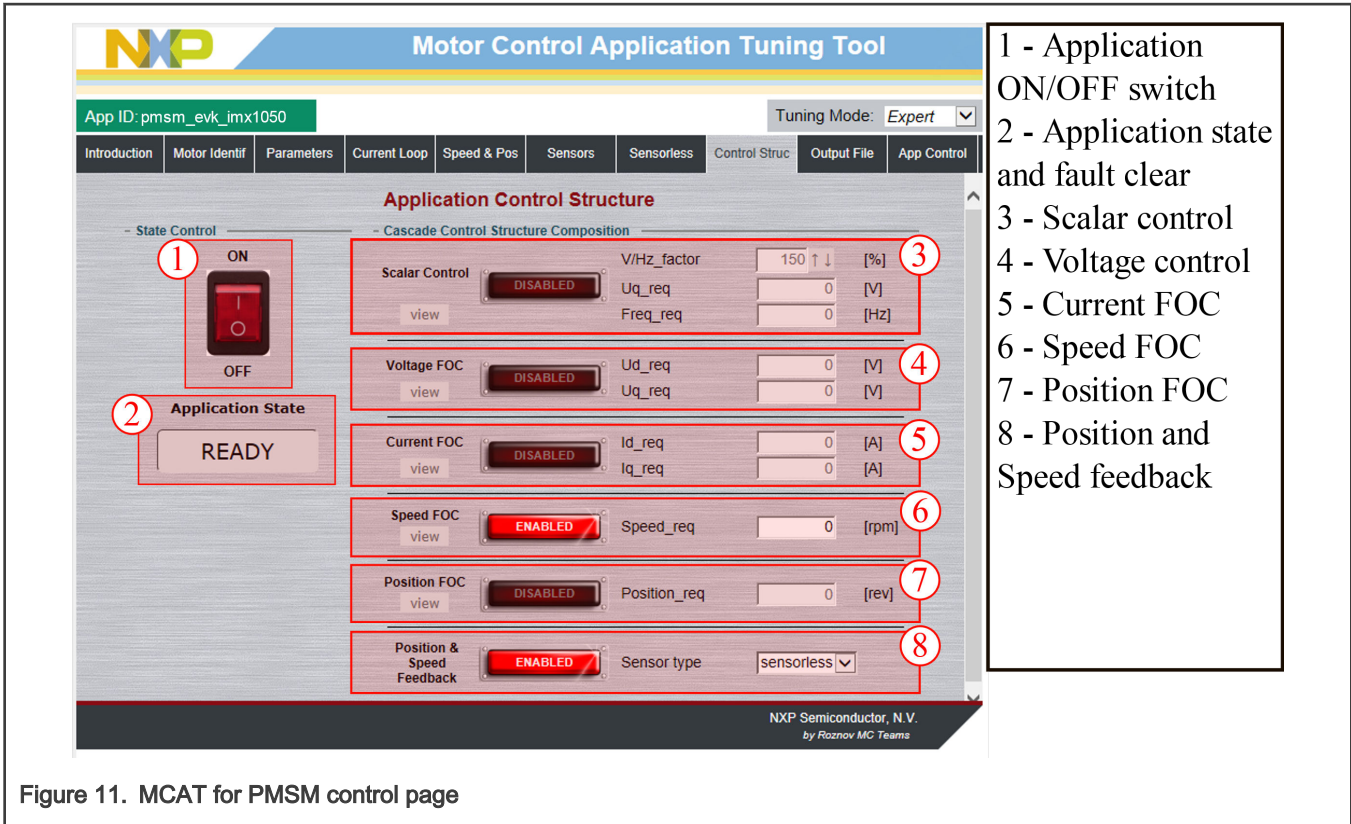 NXP
Motor Control Application Tuning Tool
App ID: pmsm_evk_imx1050
Tuning Mode: Expert
Introduction Motor Identif Parameters Current Loop Speed & Pos Sensors Sensorless Control Struc Output File App Control
Application Control Structure
- State Control
- Cascade Control Structure Composition
1
ON
I
O
OFF
2
Application State
READY
Scalar Control
view
DISABLED
V/Hz_factor 150 ↑↓ [%]
Uq_req 0 [V]
Freq_req 0 [Hz]
3
Voltage FOC
view
DISABLED
Ud_req 0 [V]
Uq_req 0 [V]
4
Current FOC
view
DISABLED
Id_req 0 [A]
Iq_req 0 [A]
5
Speed FOC
view
ENABLED
Speed_req 0 [rpm]
6
Position FOC
view
DISABLED
Position_req 0 [rev]
7
Position &
Speed
Feedback
ENABLED
Sensor type sensorless
8
NXP Semiconductor, N.V.
by Roznov MC Teams
1 - Application
ON/OFF switch
2 - Application state
and fault clear
3 - Scalar control
4 - Voltage control
5 - Current FOC
6 - Speed FOC
7 - Position FOC
8 - Position and
Speed feedback
Figure 11. MCAT for PMSM control page